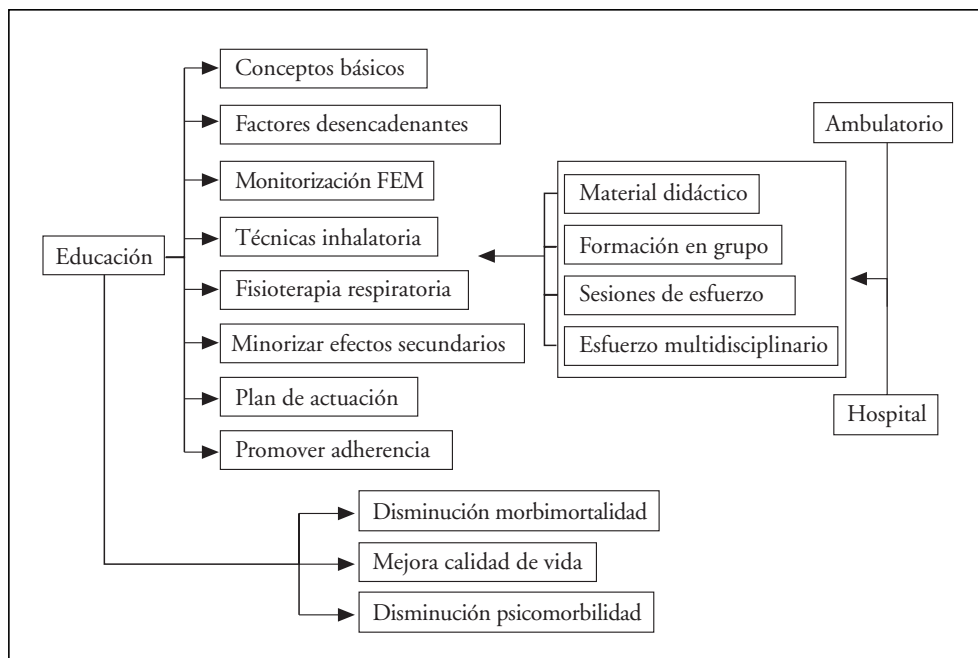 Conceptos básicos
Factores desencadenantes
Monitorización FEM
Técnicas inhalatoria
Educación
Fisioterapia respiratoria
Minorizar efectos secundarios
Plan de actuación
Promover adherencia
Material didáctico
Formación en grupo
Sesiones de esfuerzo
Esfuerzo multidisciplinario
Ambulatorio
Hospital
Disminución morbimortalidad
Mejora calidad de vida
Disminución psicomorbilidad